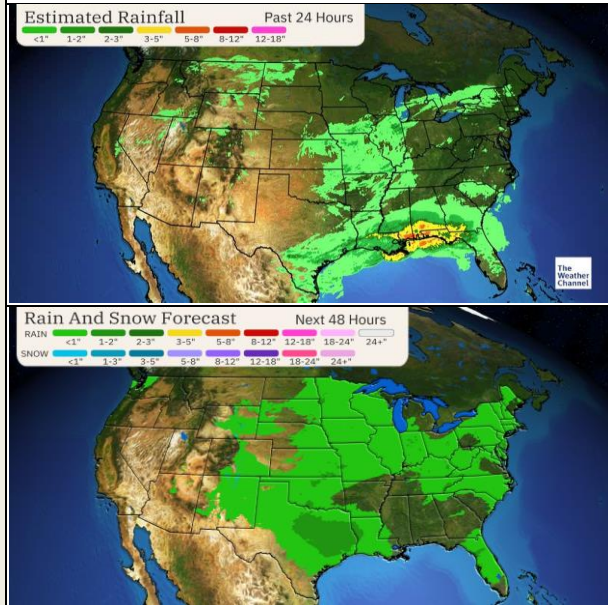 Estimated Rainfall Past 24 Hours
<1" 1-2" 2-3" 3-5" 5-8" 8-12" 12-18"
The
Weather
Channel
Rain And Snow Forecast Next 48 Hours
RAIN
<1" 1-2" 2-3" 3-5" 5-8" 8-12" 12-18" 18-24" 24+"
SNOW
<1" 1-3" 3-5" 5-8" 8-12" 12-18" 18-24" 24+"